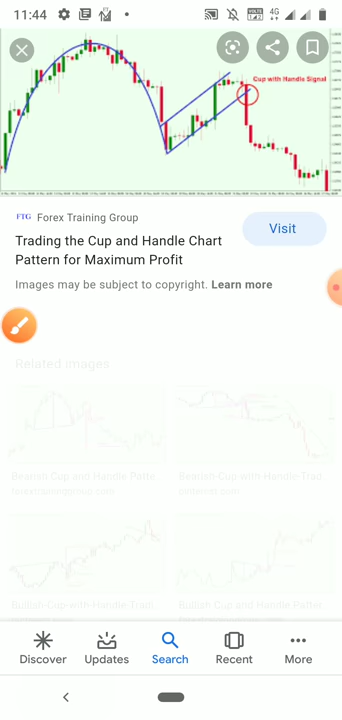 11:44
4G
Cup with Handle Signal
FTG Forex Training Group
Trading the Cup and Handle Chart
Pattern for Maximum Profit
Visit
Images may be subject to copyright. Learn more
Related images
Bearish Cup and Handle Patte...
forextraininggroup.com
Bearish Cup with Handle Trad...
pinterest.com
Bullish Cup with Handle Tradi...
Bullish Cup and Handle Patter...
Discover
Updates
Search
Recent
More